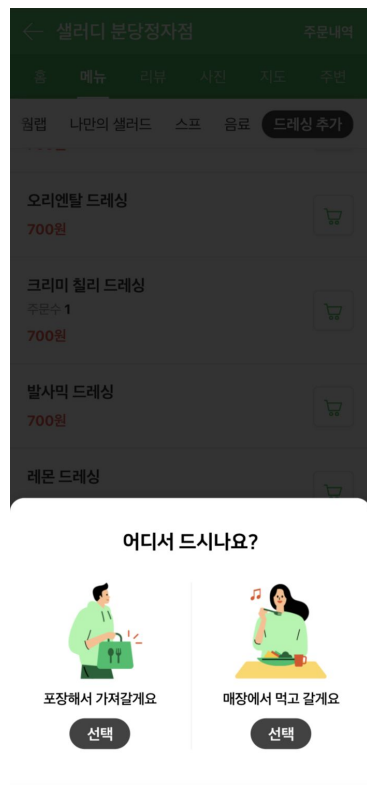 샐러디 분당정자점 주문내역
홈 메뉴 리뷰 사진 지도 주변
웜랩 나만의 샐러드 스프 음료 드레싱 추가
오리엔탈 드레싱
700원
크리미 칠리 드레싱
주문수 1
700원
발사믹 드레싱
700원
레몬 드레싱
어디서 드시나요?
포장해서 가져갈게요 매장에서 먹고 갈게요
선택 선택